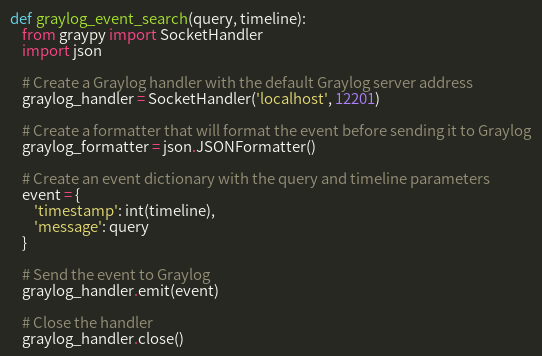 def graylog_event_search(query, timeline):
    from graypy import SocketHandler
    import json

    # Create a Graylog handler with the default Graylog server address
    graylog_handler = SocketHandler('localhost', 12201)

    # Create a formatter that will format the event before sending it to Graylog
    graylog_formatter = json.JSONFormatter()

    # Create an event dictionary with the query and timeline parameters
    event = {
        'timestamp': int(timeline),
        'message': query
    }

    # Send the event to Graylog
    graylog_handler.emit(event)

    # Close the handler
    graylog_handler.close()